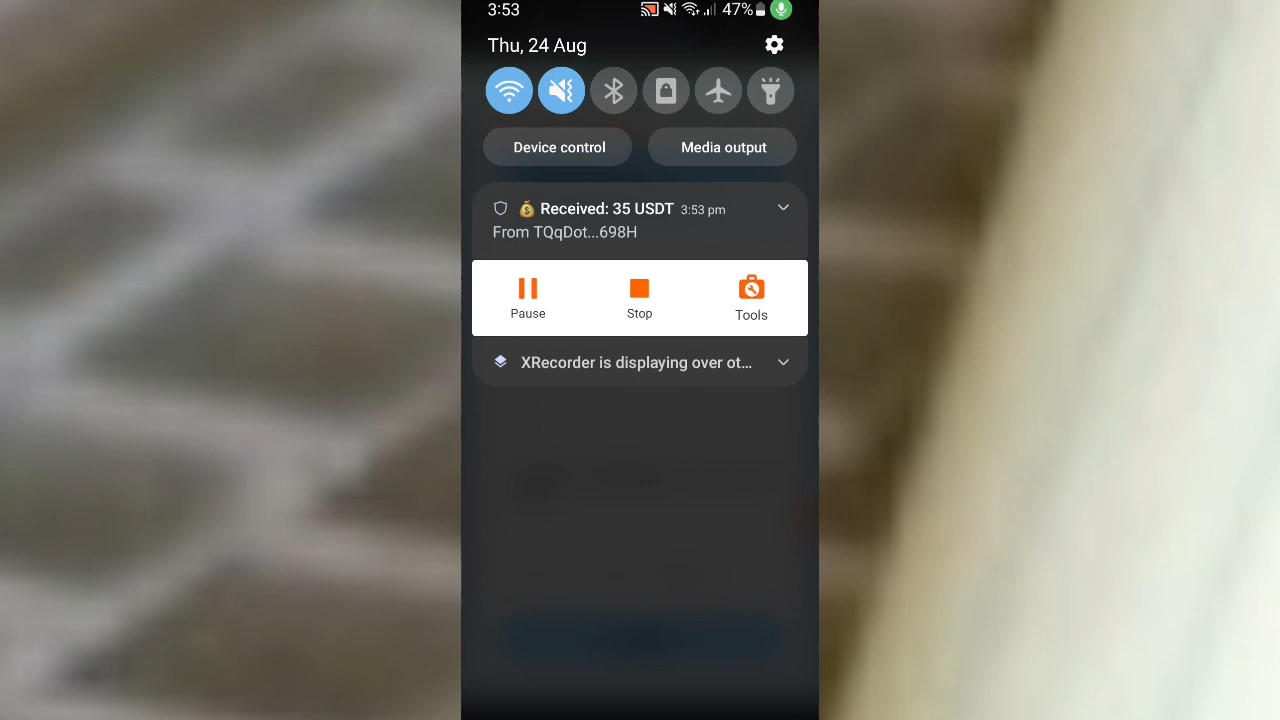 3:53 47%
Thu, 24 Aug
Device control Media output
💰 Received: 35 USDT 3:53 pm
From TQqDot...698H
Pause Stop Tools
XRecorder is displaying over ot...